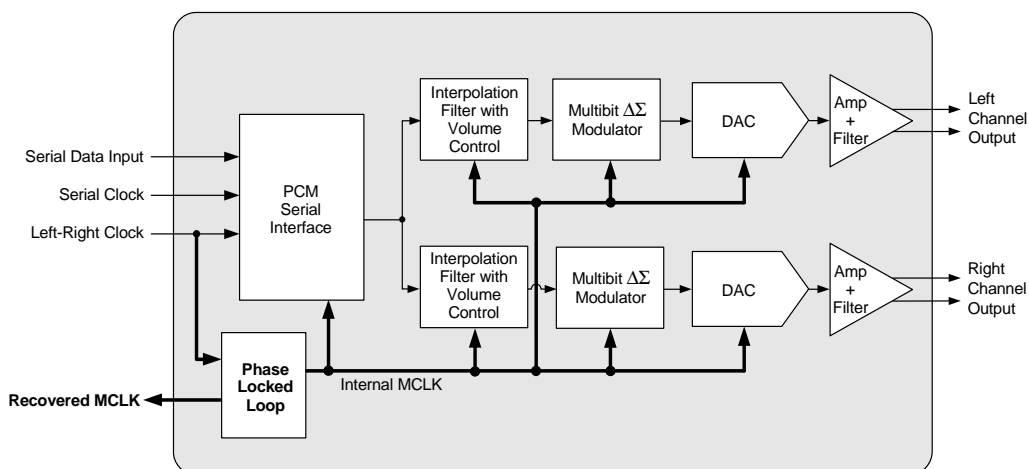 Serial Data Input
Serial Clock
Left-Right Clock
PCM
Serial
Interface
Interpolation
Filter with
Volume
Control
Multibit ΔΣ
Modulator
DAC
Amp
+
Filter
Left
Channel
Output
Interpolation
Filter with
Volume
Control
Multibit ΔΣ
Modulator
DAC
Amp
+
Filter
Right
Channel
Output
Phase
Locked
Loop
Internal MCLK
Recovered MCLK